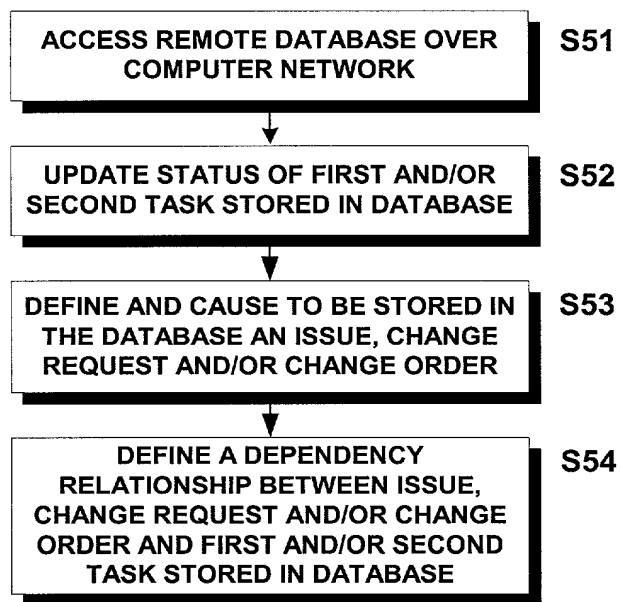 ACCESS REMOTE DATABASE OVER
COMPUTER NETWORK
S51
UPDATE STATUS OF FIRST AND/OR
SECOND TASK STORED IN DATABASE
S52
DEFINE AND CAUSE TO BE STORED IN
THE DATABASE AN ISSUE, CHANGE
REQUEST AND/OR CHANGE ORDER
S53
DEFINE A DEPENDENCY
RELATIONSHIP BETWEEN ISSUE,
CHANGE REQUEST AND/OR CHANGE
ORDER AND FIRST AND/OR SECOND
TASK STORED IN DATABASE
S54